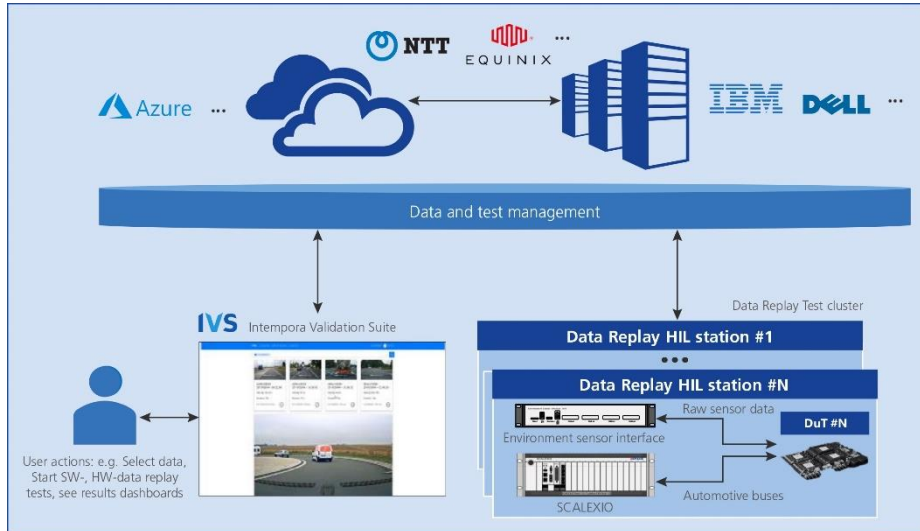 NTT
EQUINIX
...
Azure ...
IBM
DELL ...
Data and test management
IVS Intempora Validation Suite
Data Replay Test cluster
Data Replay HIL station #1
...
Data Replay HIL station #N
Raw sensor data
DuT #N
Environment sensor interface
SCALEXIO
Automotive buses
User actions: e.g. Select data,
Start SW-, HW-data replay
tests, see results dashboards